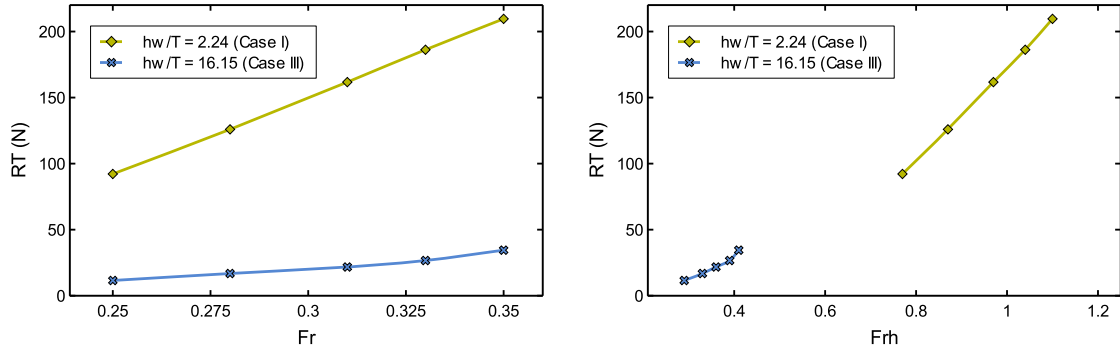 200
150
100
50
0
RT (N)
hw /T = 2.24 (Case I)
hw /T = 16.15 (Case III)
0.25 0.275 0.3 0.325 0.35
Fr
200
150
100
50
0
RT (N)
hw /T = 2.24 (Case I)
hw /T = 16.15 (Case III)
0.4 0.6 0.8 1 1.2
Frh